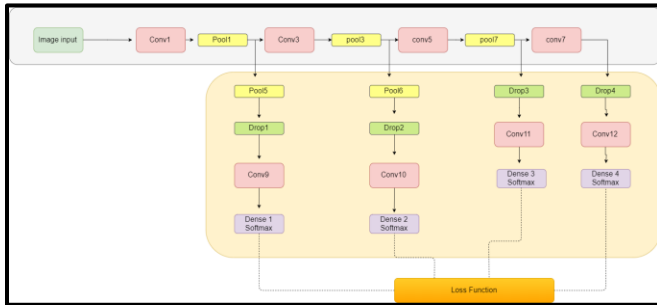 Image input
Conv1
Pool1
Conv3
pool3
conv5
pool7
conv7
Pool5
Pool6
Drop3
Drop4
Drop1
Drop2
Conv11
Conv12
Conv9
Conv10
Dense 3
Softmax
Dense 4
Softmax
Dense 1
Softmax
Dense 2
Softmax
Loss Function